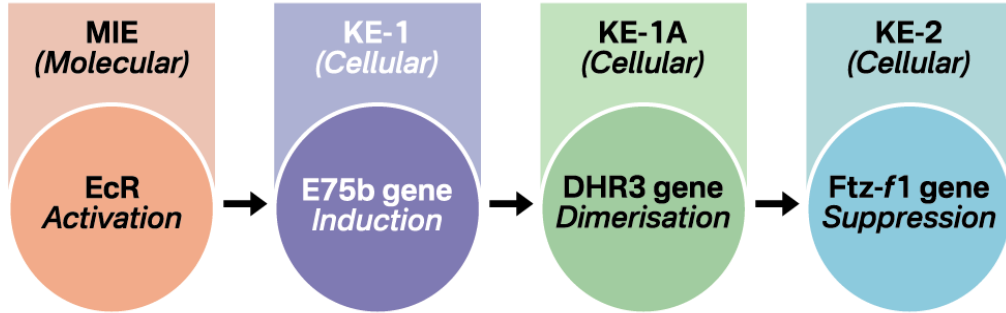 MIE
(Molecular)
EcR
Activation
KE-1
(Cellular)
E75b gene
Induction
KE-1A
(Cellular)
DHR3 gene
Dimerisation
KE-2
(Cellular)
Ftz-f1 gene
Suppression